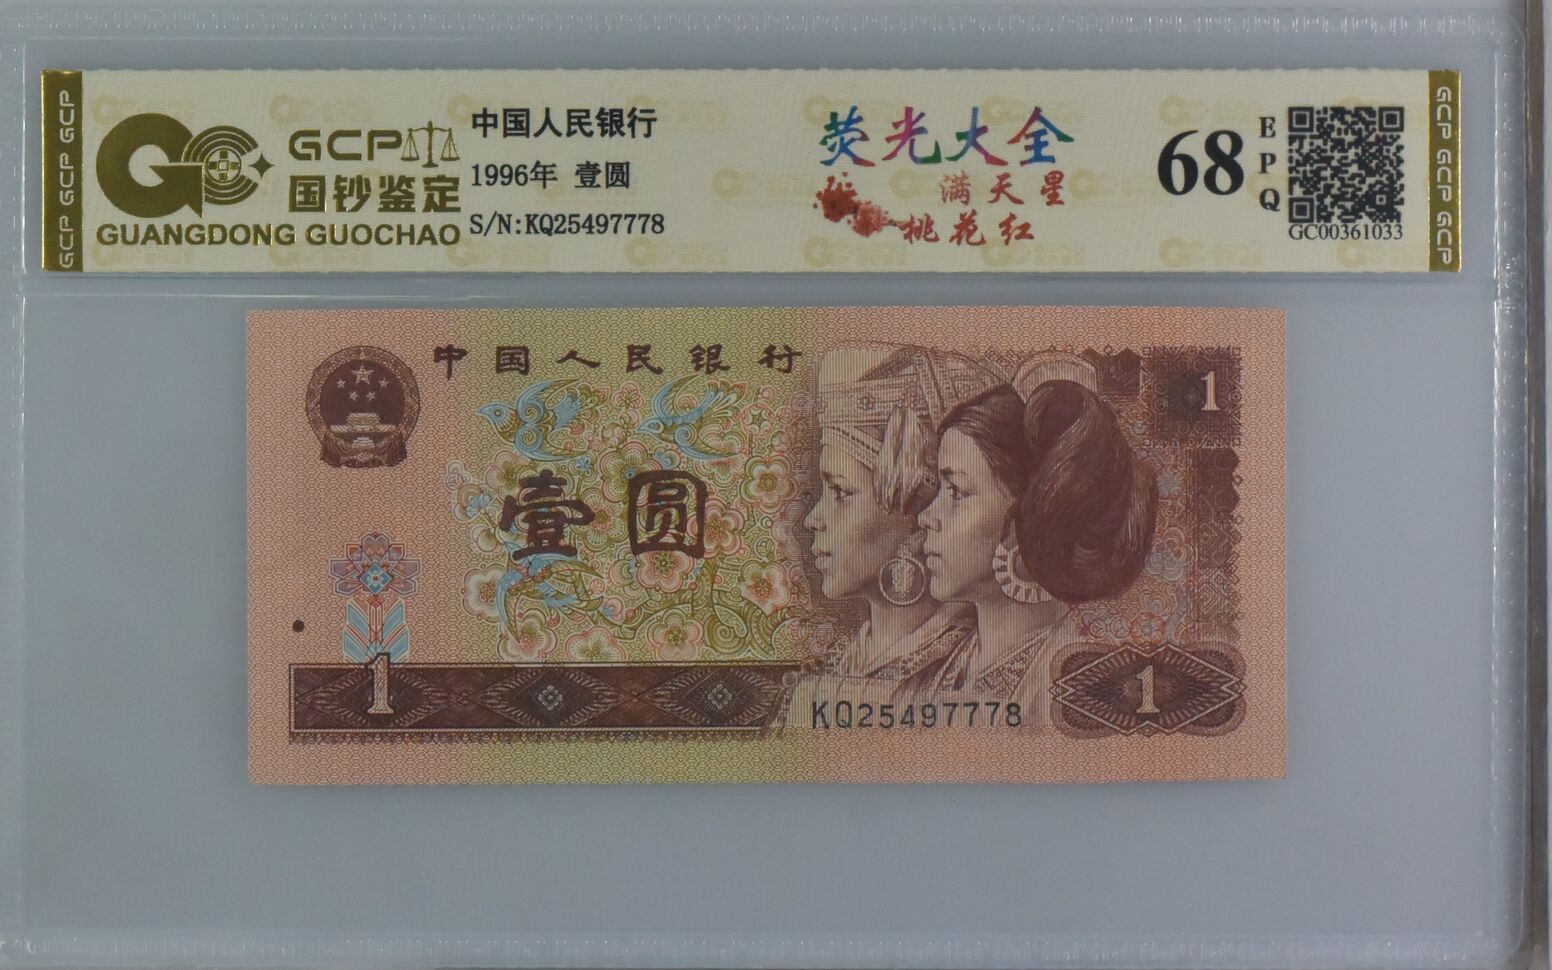 GCP GCP GCP
GCP
国钞鉴定
GUANGDONG GUOCHAO
中国人民银行
1996年 壹圆
S/N:KQ25497778
荧光大全
满天星
桃花红
68
EPQ
GC00361033
GCP GCP GCP
中国人民银行
1
壹圆
1
KQ25497778
1